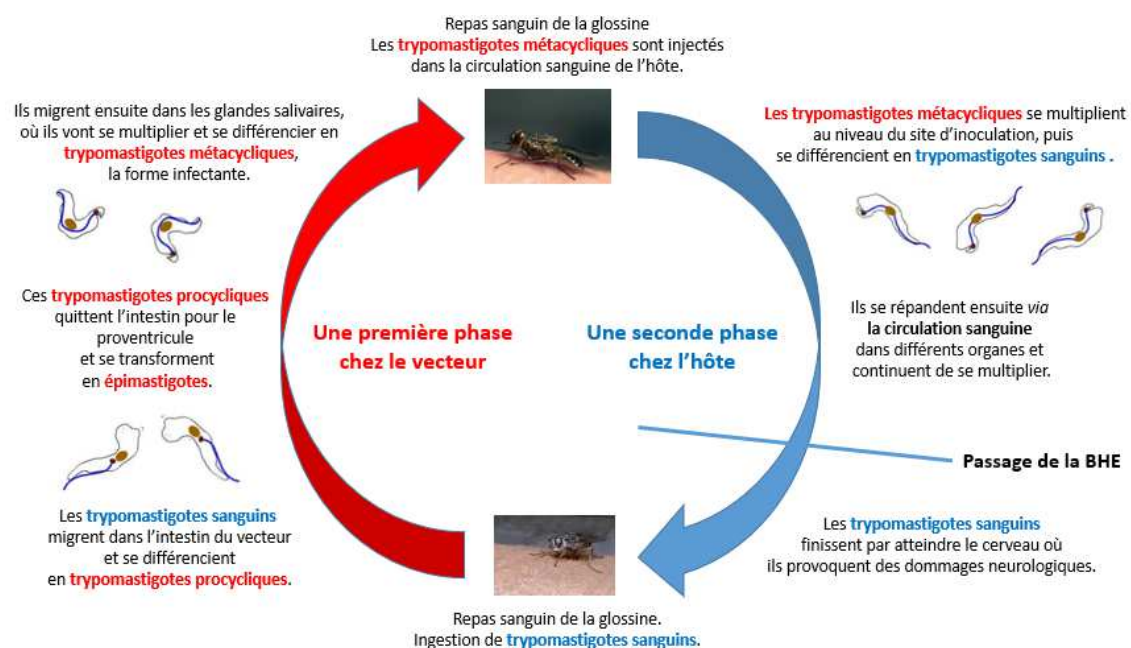 Repas sanguin de la glossine
Les trypomastigotes métacycliques sont injectés
dans la circulation sanguine de l'hôte.
Ils migrent ensuite dans les glandes salivaires,
où ils vont se multiplier et se différencier en
trypomastigotes métacycliques,
la forme infectante.
Les trypomastigotes métacycliques se multiplient
au niveau du site d'inoculation, puis
se différencient en trypomastigotes sanguins .
Ces trypomastigotes procycliques
quittent l'intestin pour le
proventricule
et se transforment
en épimastigotes.
Une première phase
chez le vecteur
Une seconde phase
chez l'hôte
Ils se répandent ensuite via
la circulation sanguine
dans différents organes et
continuent de se multiplier.
Passage de la BHE
Les trypomastigotes sanguins
migrent dans l'intestin du vecteur
et se différencient
en trypomastigotes procycliques.
Les trypomastigotes sanguins
finissent par atteindre le cerveau où
ils provoquent des dommages neurologiques.
Repas sanguin de la glossine.
Ingestion de trypomastigotes sanguins.